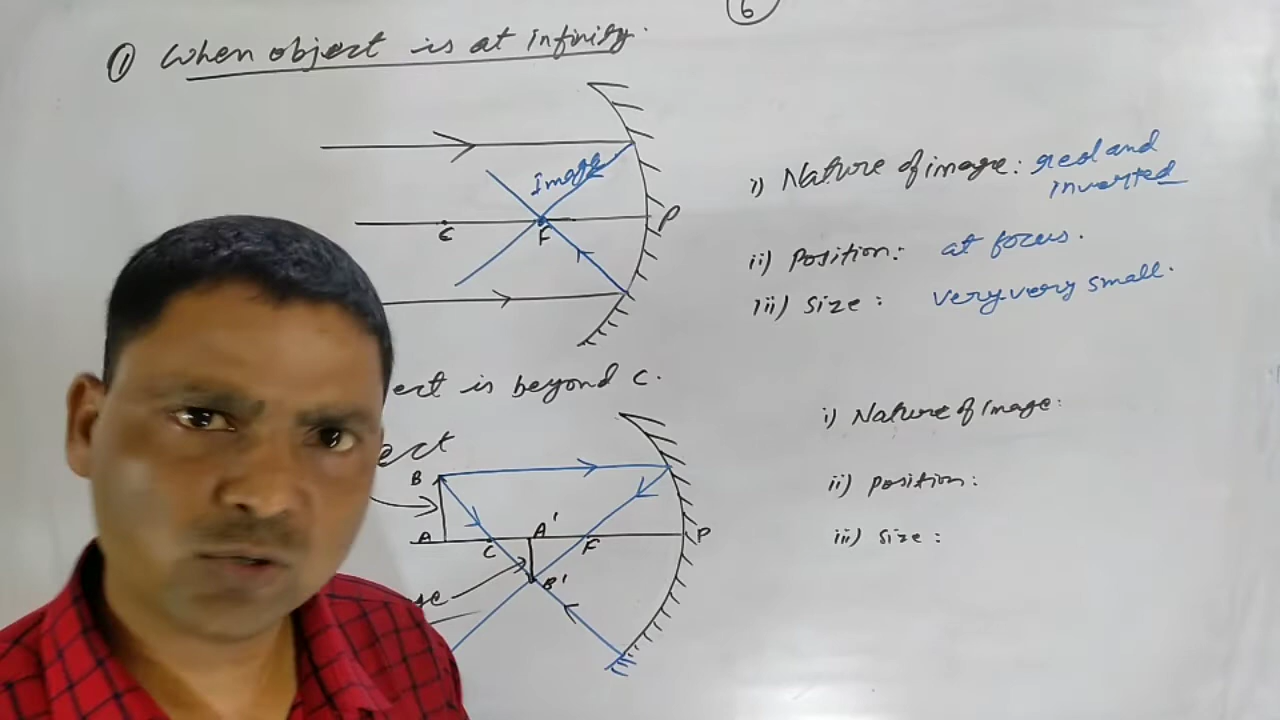 6
① When object is at infinity.
Image
C F P
i) Nature of image: real and
inverted
ii) Position: at focus.
iii) Size: very very small.
ect is beyond C.
ect
B
A C A' F P
B'
i) Nature of Image:
ii) Position:
iii) Size: